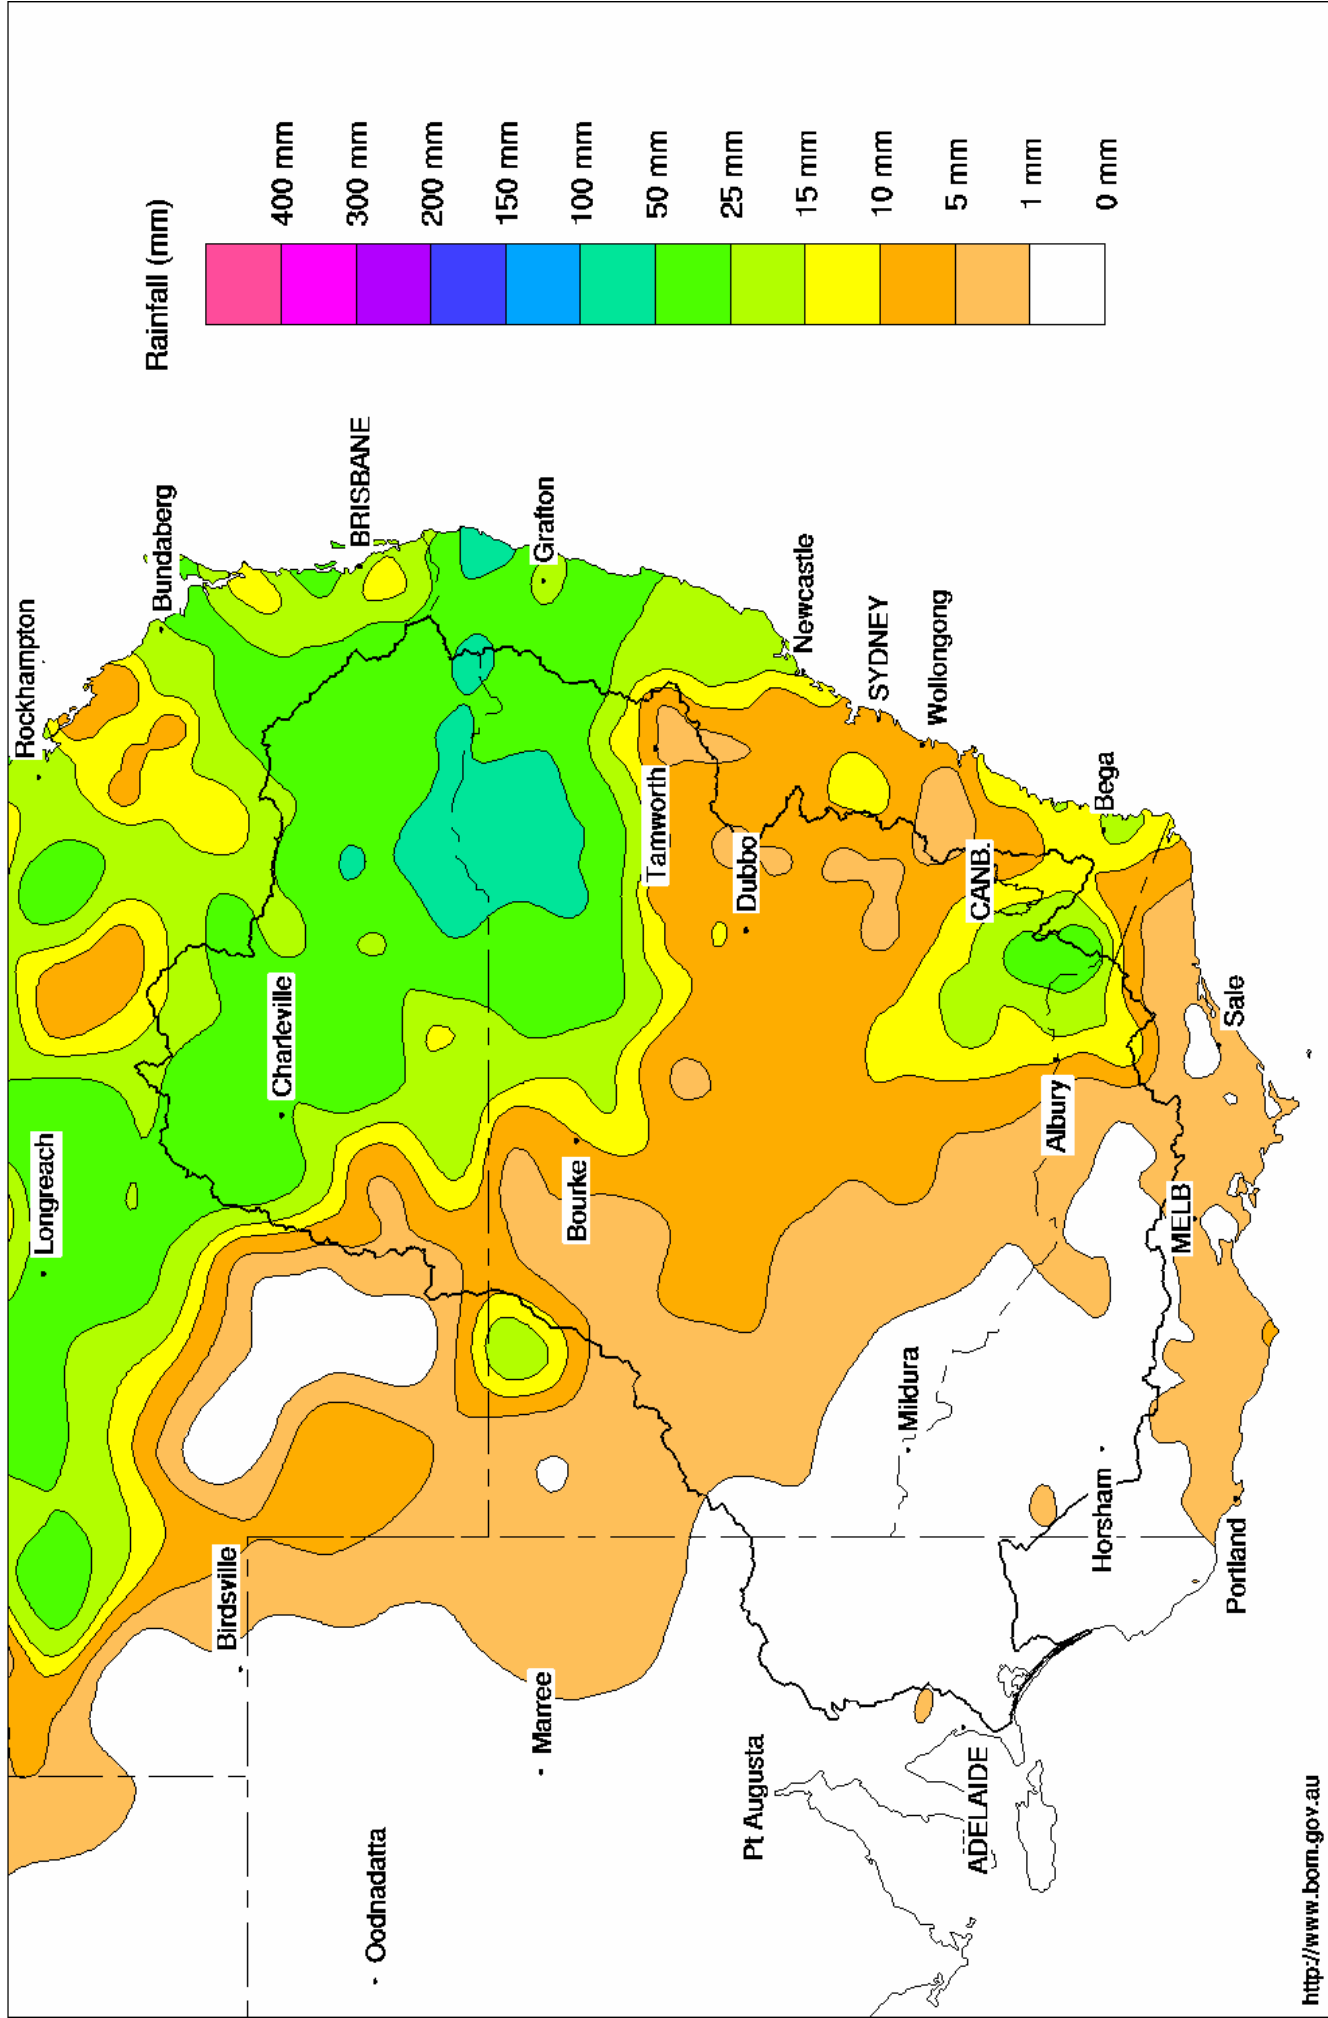 Rainfall (mm)
400 mm
300 mm
200 mm
150 mm
100 mm
50 mm
25 mm
15 mm
10 mm
5 mm
1 mm
0 mm
Rockhampton
Longreach
Bundaberg
Birdsville
Charleville
BRISBANE
Oodnadatta
Marree
Bourke
Grafton
Tamworth
Pt Augusta
Dubbo
Newcastle
SYDNEY
Mildura
Wollongong
ADELAIDE
CANB.
Albury
Horsham
Bega
MELB
Portland
Sale
http://www.bom.gov.au